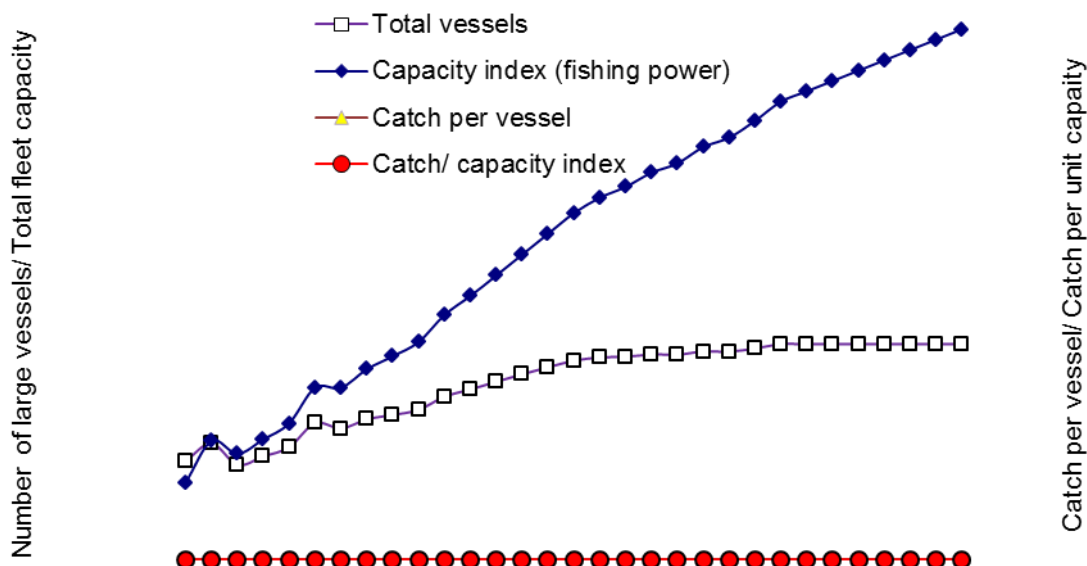 Number of large vessels/ Total fleet capacity
Total vessels
Capacity index (fishing power)
Catch per vessel
Catch/ capacity index
Catch per vessel/ Catch per unit capaity